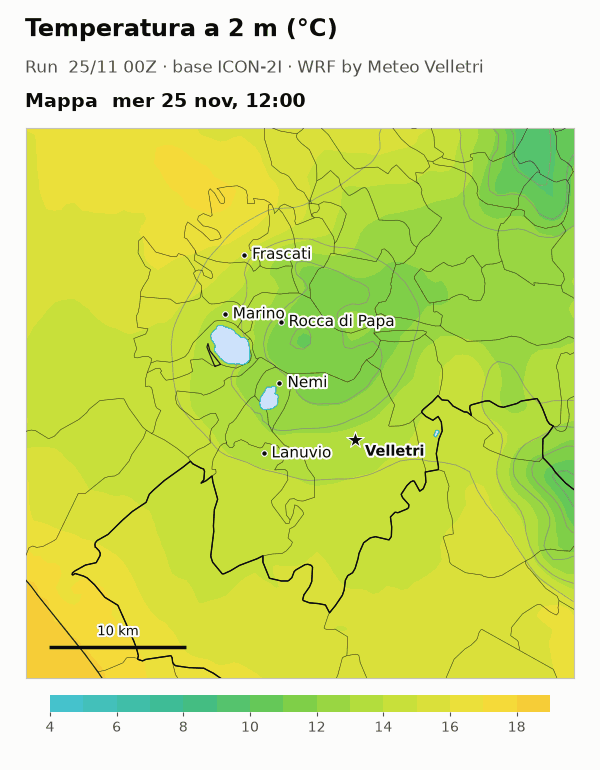 Temperatura a 2 m (°C)
Run  25/11 00Z · base ICON-2I · WRF by Meteo Velletri
Mappa  mer 25 nov, 12:00
Frascati
Marino
Rocca di Papa
Nemi
Velletri
Lanuvio
10 km
4 6 8 10 12 14 16 18